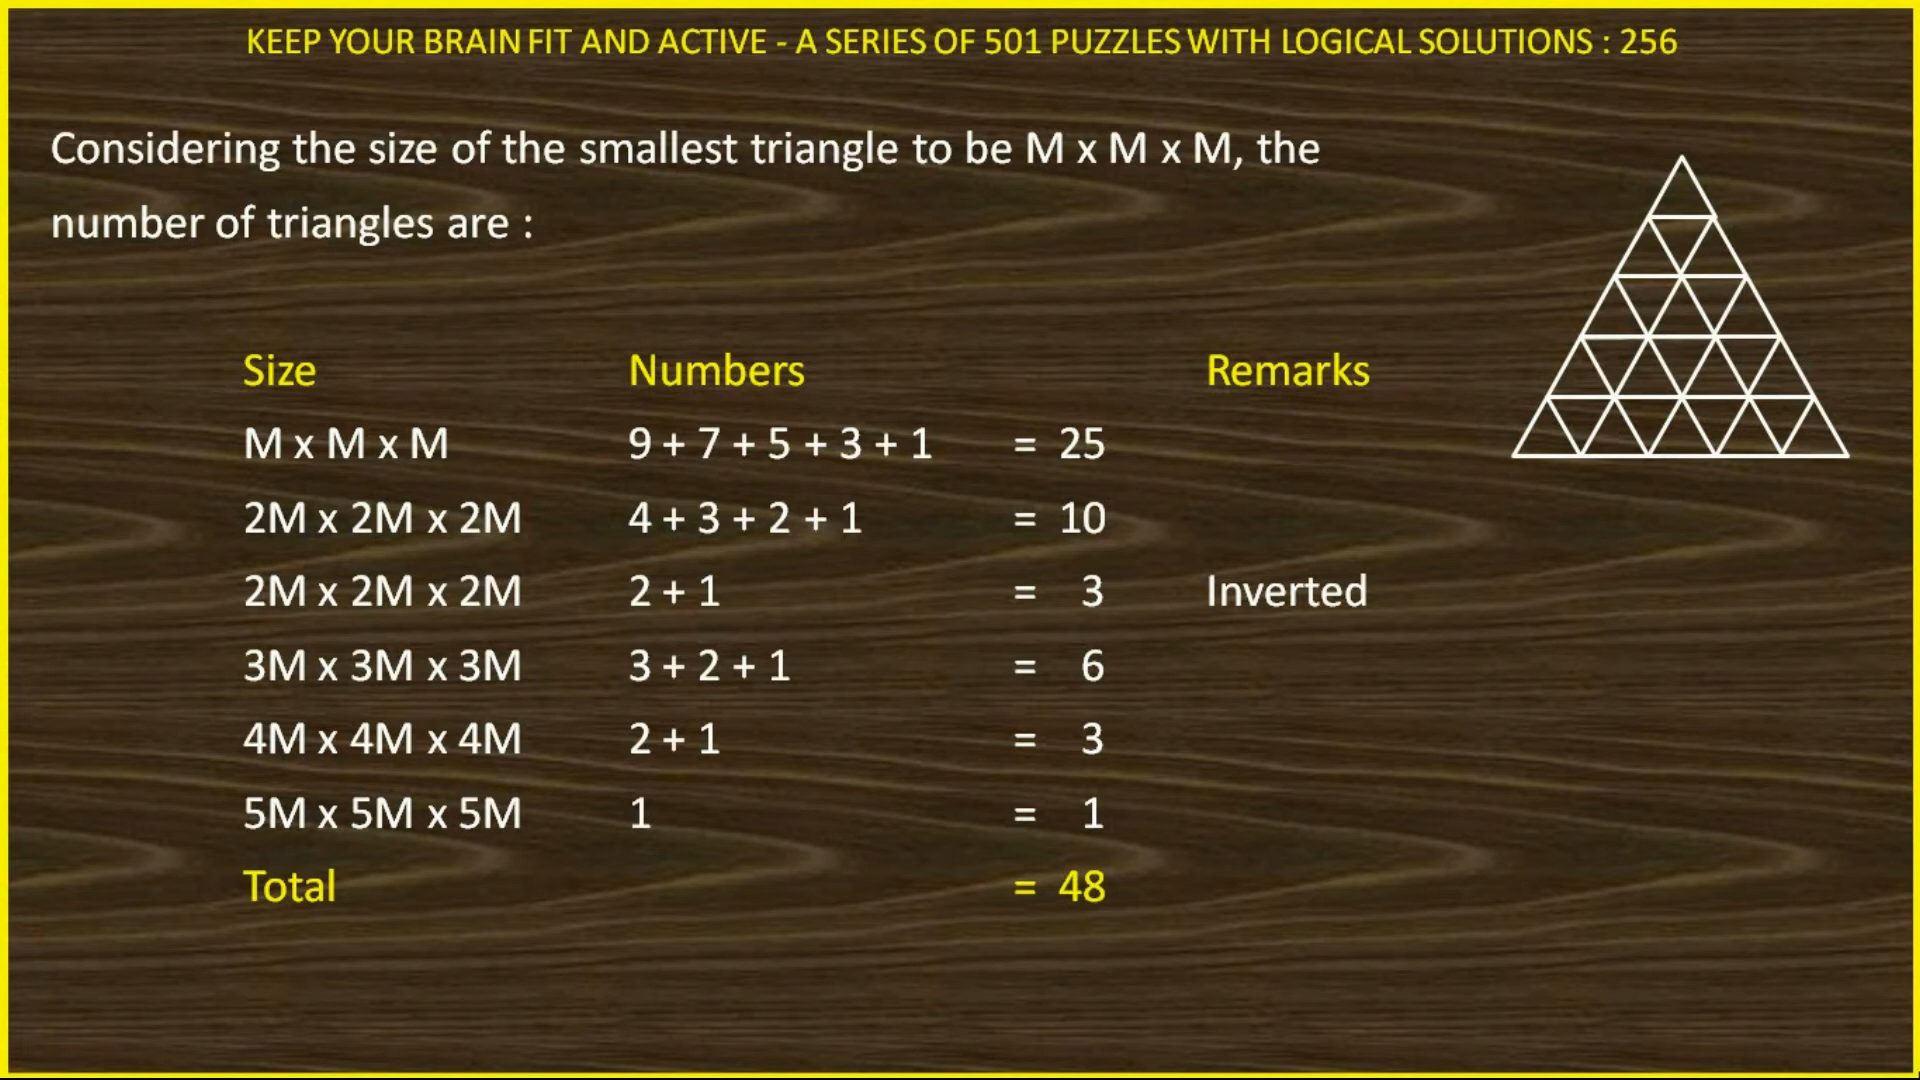 KEEP YOUR BRAIN FIT AND ACTIVE - A SERIES OF 501 PUZZLES WITH LOGICAL SOLUTIONS : 256
Considering the size of the smallest triangle to be M x M x M, the
number of triangles are :
Size Numbers Remarks
M x M x M 9 + 7 + 5 + 3 + 1 = 25
2M x 2M x 2M 4 + 3 + 2 + 1 = 10
2M x 2M x 2M 2 + 1 = 3 Inverted
3M x 3M x 3M 3 + 2 + 1 = 6
4M x 4M x 4M 2 + 1 = 3
5M x 5M x 5M 1 = 1
Total = 48